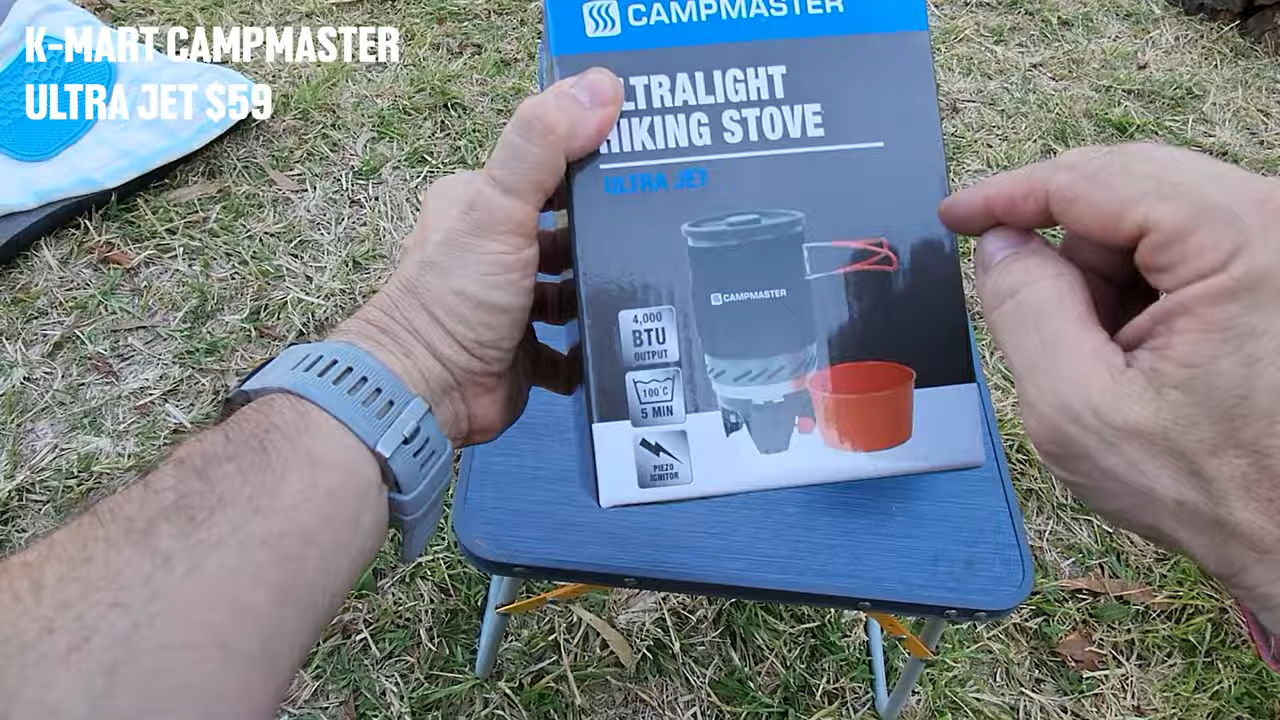 K-MART CAMPMASTER
ULTRA JET $59
CAMPMASTER
LTRALIGHT
HIKING STOVE
ULTRA JET
CAMPMASTER
4,000
BTU
OUTPUT
100°C
5 MIN
PIEZO
IGNITOR